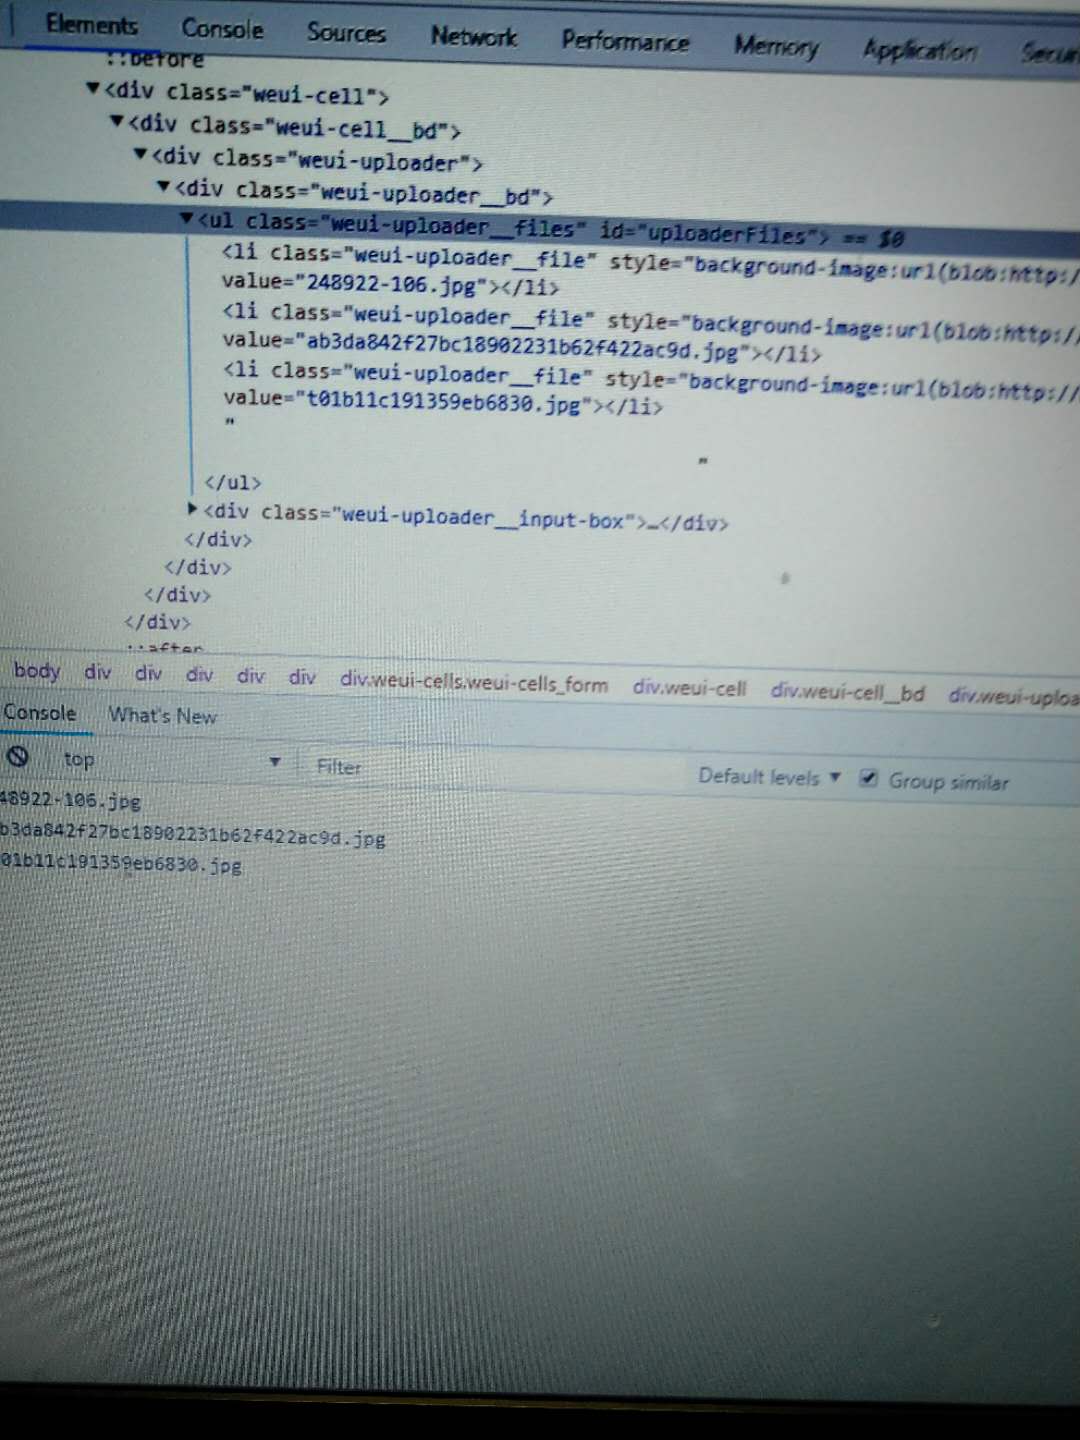 Elements Console Sources Network Performance Memory Application
::before
▼<div class="weui-cell">
▼<div class="weui-cell__bd">
▼<div class="weui-uploader">
▼<div class="weui-uploader__bd">
▼<ul class="weui-uploader__files" id="uploaderFiles"> == $0
<li class="weui-uploader__file" style="background-image:url(blob:http:/
value="248922-106.jpg"></li>
<li class="weui-uploader__file" style="background-image:url(blob:http:/
value="ab3da842f27bc18902231b62f422ac9d.jpg"></li>
<li class="weui-uploader__file" style="background-image:url(blob:http://
value="t01b11c191359eb6830.jpg"></li>
"
"
</ul>
▶<div class="weui-uploader__input-box">…</div>
</div>
</div>
</div>
</div>
::after
body div div div div div div.weui-cells.weui-cells_form div.weui-cell div.weui-cell__bd div.weui-uploa
Console What's New
top ▼ Filter Default levels ▼ Group similar
48922-106.jpg
b3da842f27bc18902231b62f422ac9d.jpg
01b11c191359eb6830.jpg